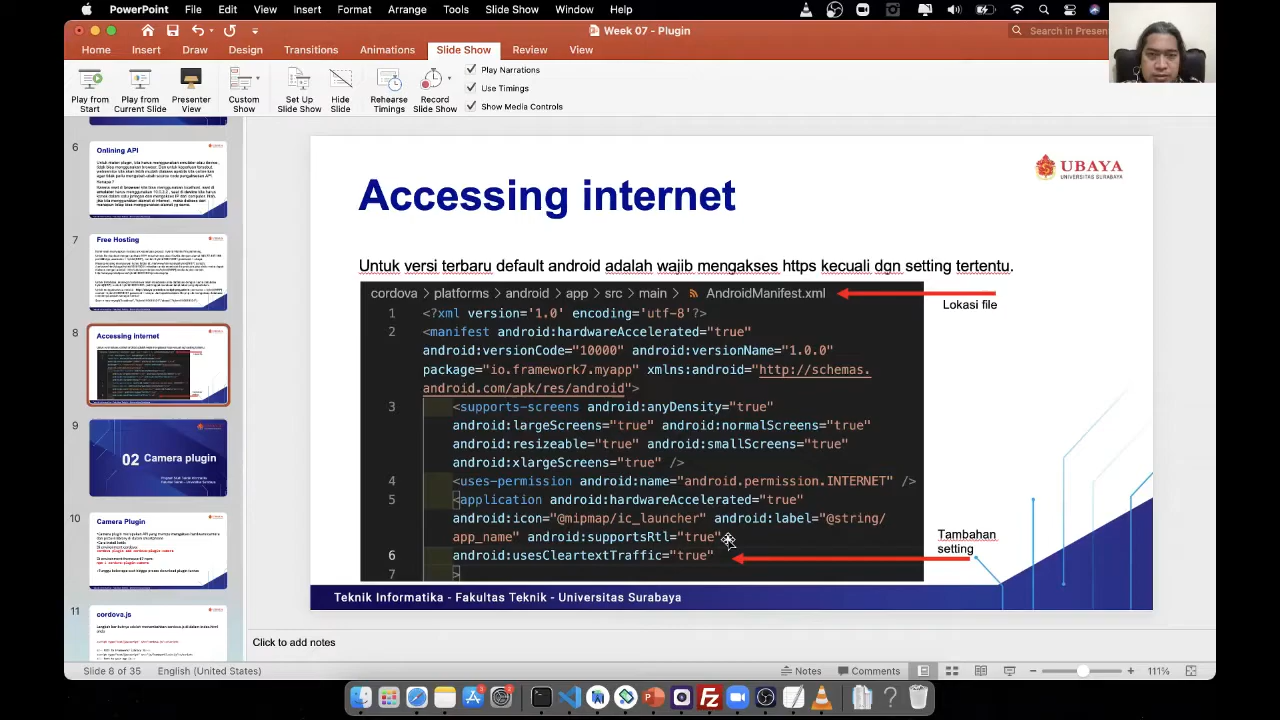 PowerPoint File Edit View Insert Format Arrange Tools Slide Show Window Help
Week 07 - Plugin
Search in Presen
Home Insert Draw Design Transitions Animations Slide Show Review View
Play from Start
Play from Current Slide
Presenter View
Custom Show
Set Up Slide Show
Hide Slide
Rehearse Timings
Record Slide Show
Play Narrations
Use Timings
Show Media Controls
6
Onlining API
7
Free Hosting
8
Accessing internet
9
02 Camera plugin
10
Camera Plugin
11
cordova.js
UBAYA
UNIVERSITAS SURABAYA
Accessing internet
Untuk versi terbaru default android adalah wajib mengakses https kecuali dgn setting tertentu.
main > AndroidManifest.xml
Lokasi file
1 <?xml version='1.0' encoding='utf-8'?>
2 <manifest android:hardwareAccelerated="true"
android:versionName="1.0.0"
package="io.framework7.myapp" xmlns:android="http://schemas.
android.com/apk/res/android">
3 <supports-screens android:anyDensity="true"
android:largeScreens="true" android:normalScreens="true"
android:resizeable="true" android:smallScreens="true"
android:xlargeScreens="true" />
4 <uses-permission android:name="android.permission.INTERNET" />
5 <application android:hardwareAccelerated="true"
android:icon="@mipmap/ic_launcher" android:label="@string/
app_name" android:supportsRtl="true"
android:usesCleartextTraffic="true"
Tambahan
setting
Teknik Informatika - Fakultas Teknik - Universitas Surabaya
Click to add notes
Slide 8 of 35 English (United States) Notes Comments 111%